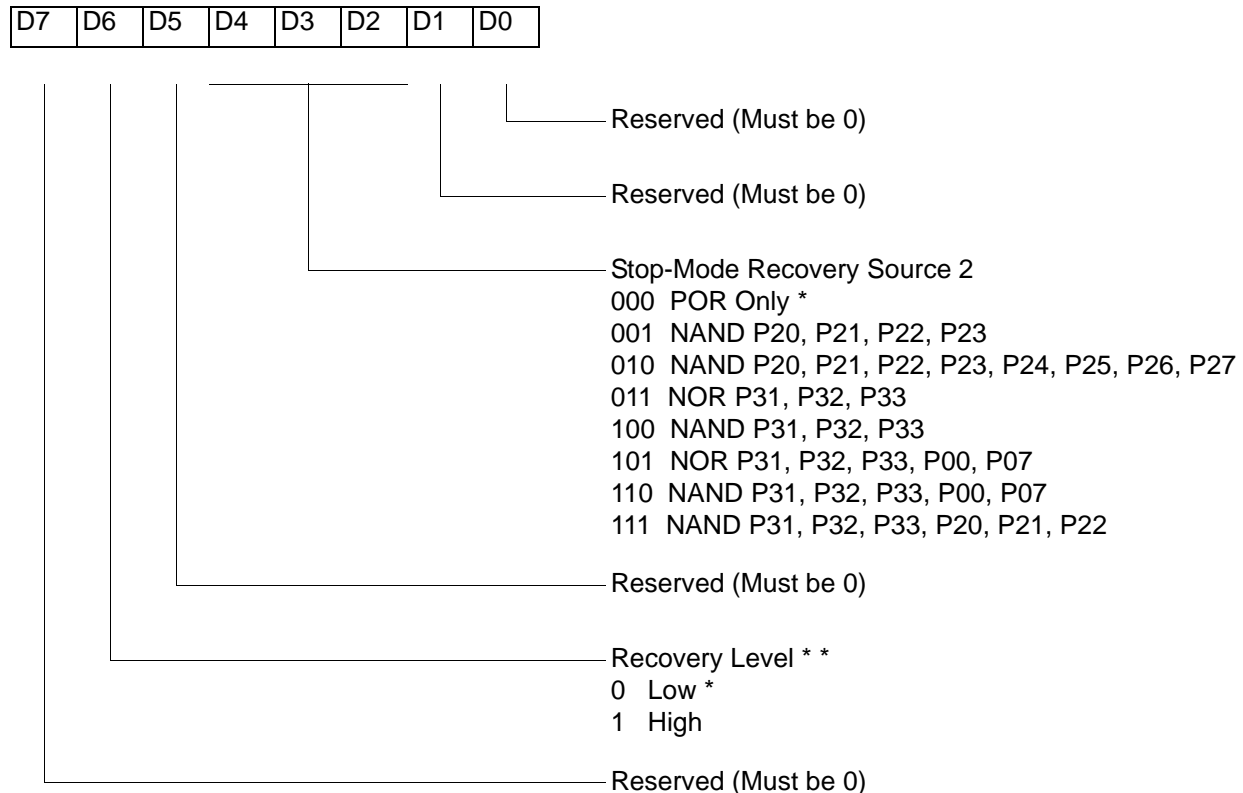 D7 D6 D5 D4 D3 D2 D1 D0
Reserved (Must be 0)
Reserved (Must be 0)
Stop-Mode Recovery Source 2
000 POR Only *
001 NAND P20, P21, P22, P23
010 NAND P20, P21, P22, P23, P24, P25, P26, P27
011 NOR P31, P32, P33
100 NAND P31, P32, P33
101 NOR P31, P32, P33, P00, P07
110 NAND P31, P32, P33, P00, P07
111 NAND P31, P32, P33, P20, P21, P22
Reserved (Must be 0)
Recovery Level * *
0 Low *
1 High
Reserved (Must be 0)